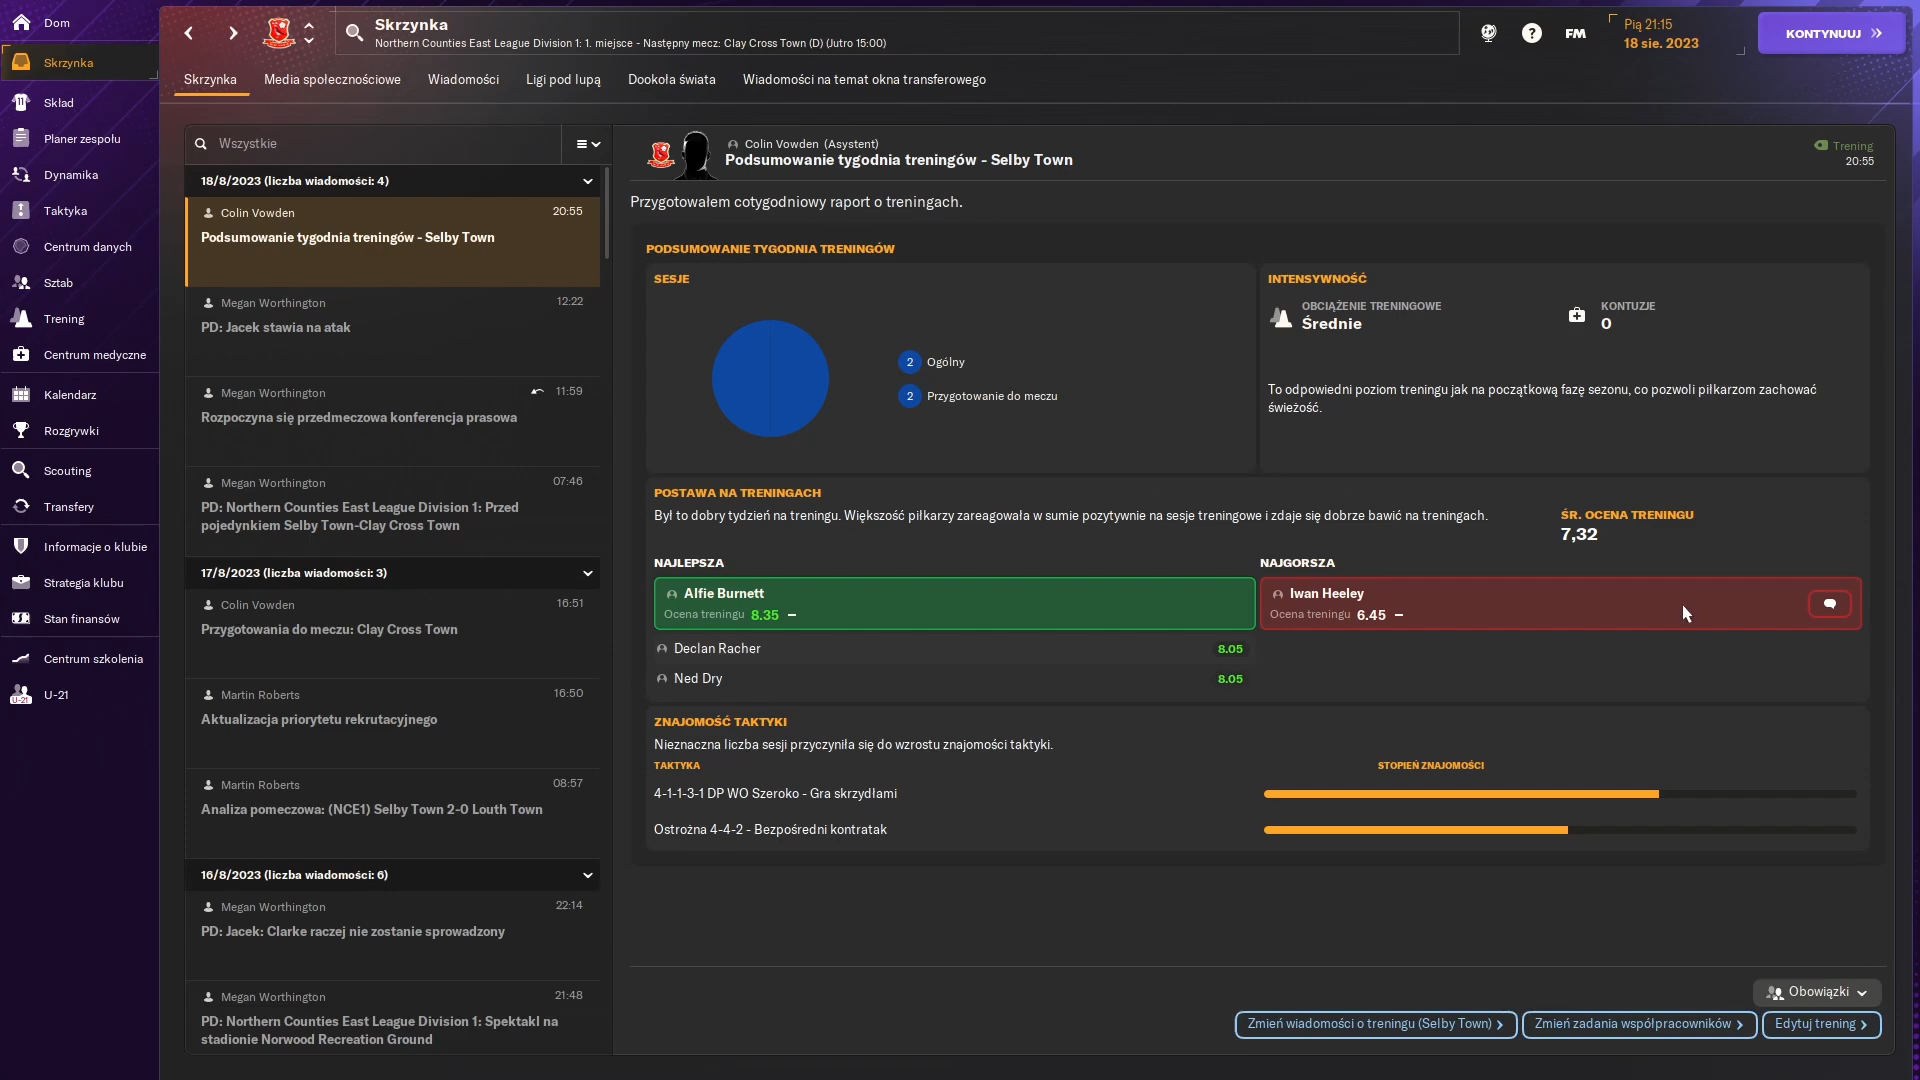 Dom
Skrzynka
Skład
Planer zespołu
Dynamika
Taktyka
Centrum danych
Sztab
Trening
Centrum medyczne
Kalendarz
Rozgrywki
Scouting
Transfery
Informacje o klubie
Strategia klubu
Stan finansów
Centrum szkolenia
U-21
Skrzynka
Northern Counties East League Division 1: 1. miejsce - Następny mecz: Clay Cross Town (D) (Jutro 15:00)
FM
Pią 21:15
18 sie. 2023
KONTYNUUJ
Skrzynka
Media społecznościowe
Wiadomości
Ligi pod lupą
Dookoła świata
Wiadomości na temat okna transferowego
Wszystkie
18/8/2023 (liczba wiadomości: 4)
Colin Vowden 20:55
Podsumowanie tygodnia treningów - Selby Town
Megan Worthington 12:22
PD: Jacek stawia na atak
Megan Worthington 11:59
Rozpoczyna się przedmeczowa konferencja prasowa
Megan Worthington 07:46
PD: Northern Counties East League Division 1: Przed
pojedynkiem Selby Town-Clay Cross Town
17/8/2023 (liczba wiadomości: 3)
Colin Vowden 16:51
Przygotowania do meczu: Clay Cross Town
Martin Roberts 16:50
Aktualizacja priorytetu rekrutacyjnego
Martin Roberts 08:57
Analiza pomeczowa: (NCE1) Selby Town 2-0 Louth Town
16/8/2023 (liczba wiadomości: 6)
Megan Worthington 22:14
PD: Jacek: Clarke raczej nie zostanie sprowadzony
Megan Worthington 21:48
PD: Northern Counties East League Division 1: Spektakl na
stadionie Norwood Recreation Ground
Colin Vowden (Asystent)
Podsumowanie tygodnia treningów - Selby Town
Trening
20:55
Przygotowałem cotygodniowy raport o treningach.
PODSUMOWANIE TYGODNIA TRENINGÓW
SESJE
2 Ogólny
2 Przygotowanie do meczu
INTENSYWNOŚĆ
OBCIĄŻENIE TRENINGOWE
Średnie
KONTUZJE
0
To odpowiedni poziom treningu jak na początkową fazę sezonu, co pozwoli piłkarzom zachować
świeżość.
POSTAWA NA TRENINGACH
Był to dobry tydzień na treningu. Większość piłkarzy zareagowała w sumie pozytywnie na sesje treningowe i zdaje się dobrze bawić na treningach.
ŚR. OCENA TRENINGU
7,32
NAJLEPSZA
Alfie Burnett
Ocena treningu 8.35 –
Declan Racher 8.05
Ned Dry 8.05
NAJGORSZA
Iwan Heeley
Ocena treningu 6.45 –
ZNAJOMOŚĆ TAKTYKI
Nieznaczna liczba sesji przyczyniła się do wzrostu znajomości taktyki.
TAKTYKA STOPIEŃ ZNAJOMOŚCI
4-1-1-3-1 DP WO Szeroko - Gra skrzydłami
Ostrożna 4-4-2 - Bezpośredni kontratak
Obowiązki
Zmień wiadomości o treningu (Selby Town)
Zmień zadania współpracowników
Edytuj trening